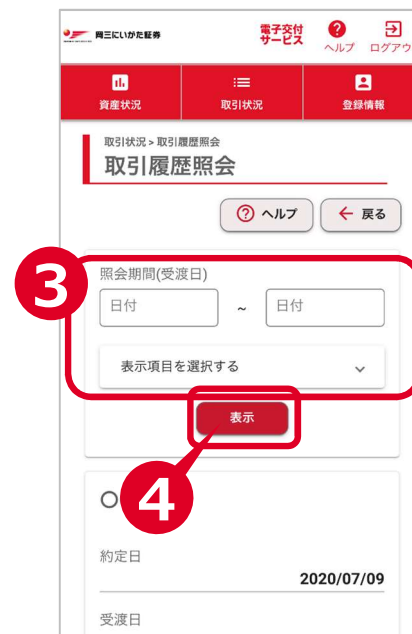 岡三にいがた証券
電子交付
サービス
ヘルプ
ログアウ
資産状況
取引状況
登録情報
取引状況 > 取引履歴照会
取引履歴照会
? ヘルプ
← 戻る
3
照会期間(受渡日)
日付 ~ 日付
表示項目を選択する
表示
4
約定日
2020/07/09
受渡日